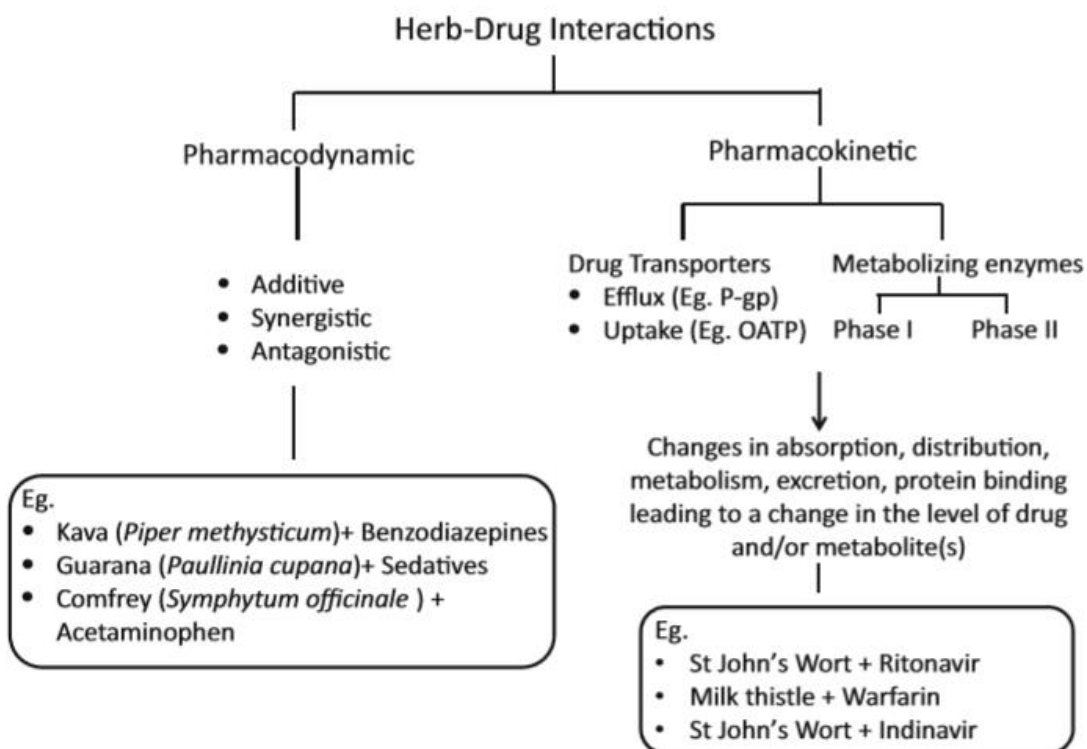 Herb-Drug Interactions
Pharmacodynamic
Pharmacokinetic
• Additive
• Synergistic
• Antagonistic
Drug Transporters
• Efflux (Eg. P-gp)
• Uptake (Eg. OATP)
Metabolizing enzymes
Phase I
Phase II
Changes in absorption, distribution,
metabolism, excretion, protein binding
leading to a change in the level of drug
and/or metabolite(s)
Eg.
• Kava (Piper methysticum)+ Benzodiazepines
• Guarana (Paullinia cupana)+ Sedatives
• Comfrey (Symphytum officinale ) +
Acetaminophen
Eg.
• St John's Wort + Ritonavir
• Milk thistle + Warfarin
• St John's Wort + Indinavir